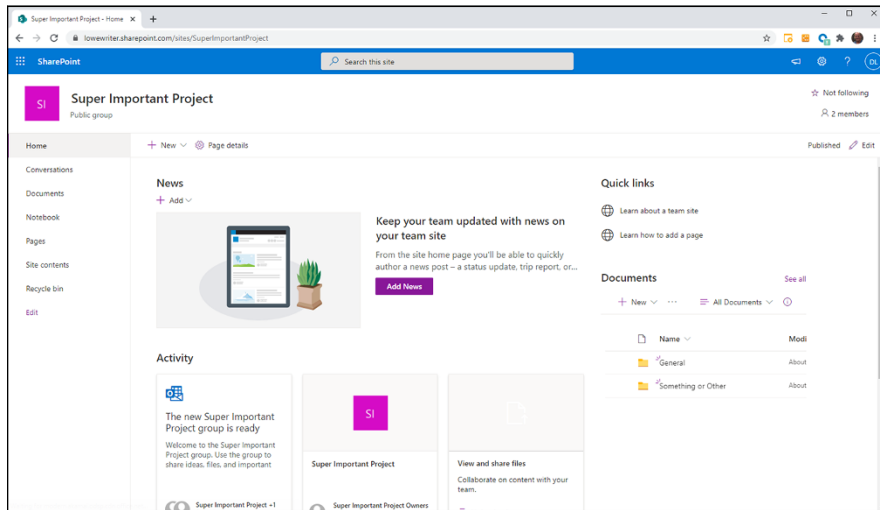 Super Important Project - Home
lowewriter.sharepoint.com/sites/SuperImportantProject
SharePoint
Search this site
DL
SI
Super Important Project
Public group
Not following
2 members
Home
New
Page details
Published
Edit
Conversations
Documents
Notebook
Pages
Site contents
Recycle bin
Edit
News
Add
Keep your team updated with news on
your team site
From the site home page you'll be able to quickly
author a news post – a status update, trip report, or...
Add News
Quick links
Learn about a team site
Learn how to add a page
Documents
See all
New
All Documents
Name
Modi
General
About
Something or Other
About
Activity
The new Super Important
Project group is ready
Welcome to the Super Important
Project group. Use the group to
share ideas, files, and important
Super Important Project +1
SI
Super Important Project
Super Important Project Owners
View and share files
Collaborate on content with your
team.